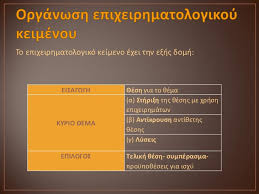 Οργάνωση επιχειρηματολογικού
κειμένου
Το επιχειρηματολογικό κείμενο έχει την εξής δομή:
ΕΙΣΑΓΩΓΗ
Θέση για το θέμα
ΚΥΡΙΟ ΘΕΜΑ
(α) Στήριξη της θέσης με χρήση
επιχειρημάτων
(β) Αντίκρουση αντίθετης
θέσης
(γ) Λύσεις
ΕΠΙΛΟΓΟΣ
Τελική θέση- συμπέρασμα-
προϋποθέσεις για ισχύ